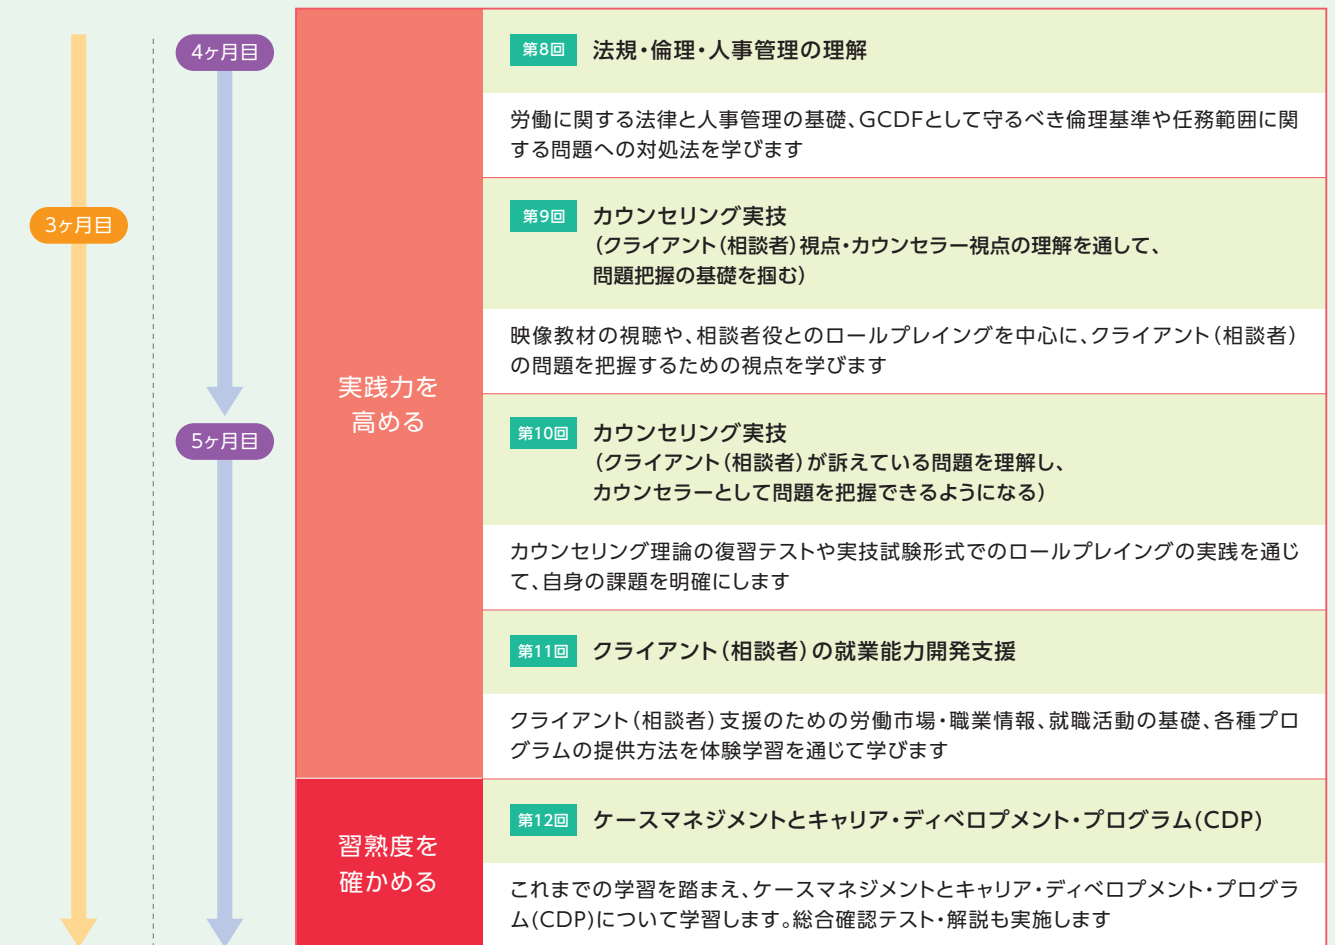 3ヶ月目
4ヶ月目
5ヶ月目
実践力を
高める
第8回 法規・倫理・人事管理の理解
労働に関する法律と人事管理の基礎、GCDFとして守るべき倫理基準や任務範囲に関
する問題への対処法を学びます
第9回 カウンセリング実技
(クライアント(相談者)視点・カウンセラー視点の理解を通して、
問題把握の基礎を掴む)
映像教材の視聴や、相談者役とのロールプレイングを中心に、クライアント(相談者)
の問題を把握するための視点を学びます
第10回 カウンセリング実技
(クライアント(相談者)が訴えている問題を理解し、
カウンセラーとして問題を把握できるようになる)
カウンセリング理論の復習テストや実技試験形式でのロールプレイングの実践を通じ
て、自身の課題を明確にします
第11回 クライアント(相談者)の就業能力開発支援
クライアント(相談者)支援のための労働市場・職業情報、就職活動の基礎、各種プロ
グラムの提供方法を体験学習を通じて学びます
習熟度を
確かめる
第12回 ケースマネジメントとキャリア・ディベロプメント・プログラム(CDP)
これまでの学習を踏まえ、ケースマネジメントとキャリア・ディベロプメント・プログラ
ム(CDP)について学習します。総合確認テスト・解説も実施します